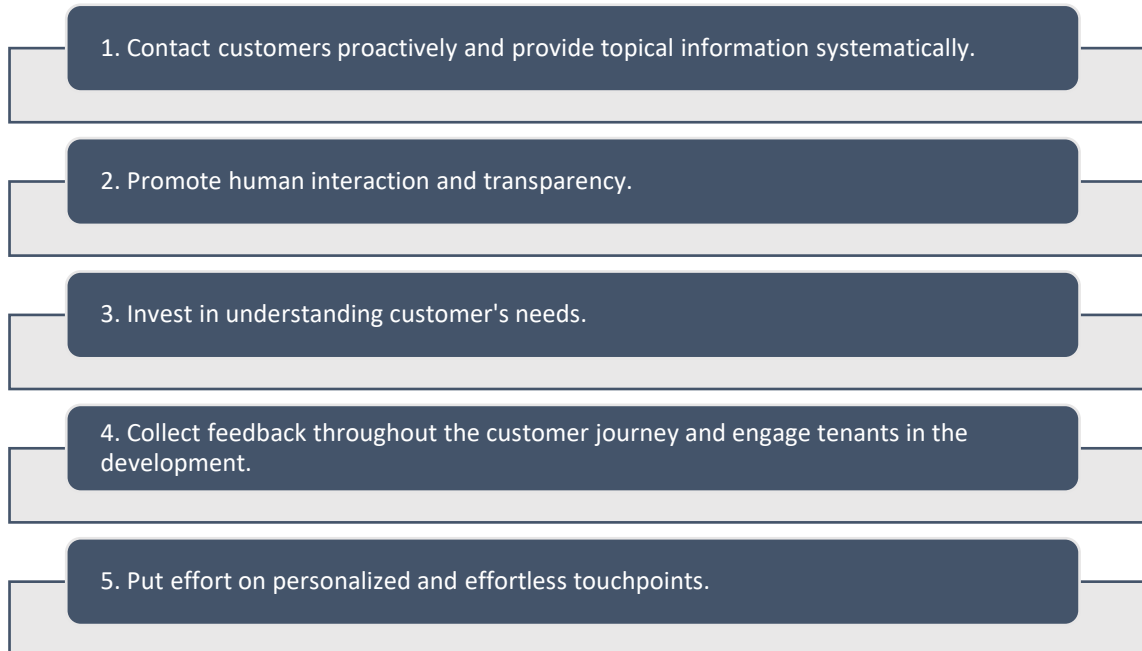 1. Contact customers proactively and provide topical information systematically.
2. Promote human interaction and transparency.
3. Invest in understanding customer's needs.
4. Collect feedback throughout the customer journey and engage tenants in the
development.
5. Put effort on personalized and effortless touchpoints.